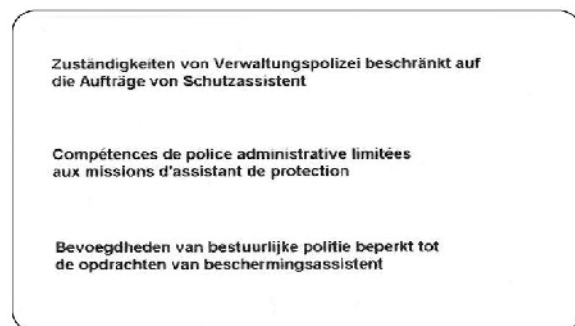 Zuständigkeiten von Verwaltungspolizei beschränkt auf
die Aufträge von Schutzassistent
Compétences de police administrative limitées
aux missions d'assistant de protection
Bevoegdheden van bestuurlijke politie beperkt tot
de opdrachten van beschermingsassistent